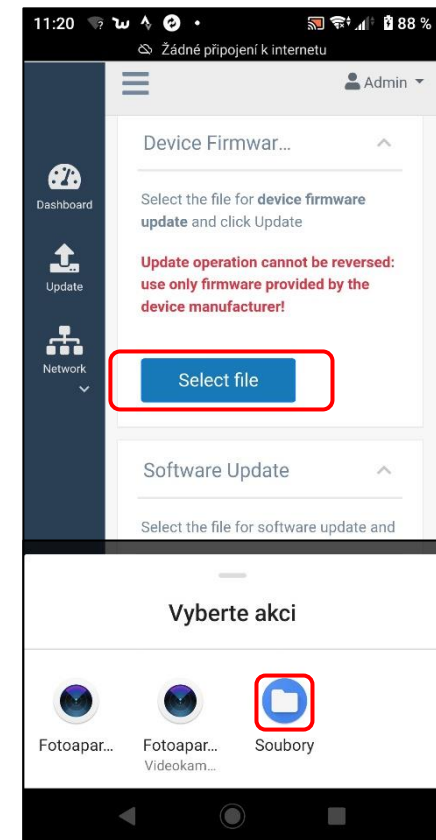 11:20 88 %
Žádné připojení k internetu
Admin
Device Firmwar...
Dashboard
Select the file for device firmware
update and click Update
Update operation cannot be reversed:
use only firmware provided by the
device manufacturer!
Update
Network
Select file
Software Update
Select the file for software update and
Vyberte akci
Fotoapar...
Fotoapar...
Videokam...
Soubory